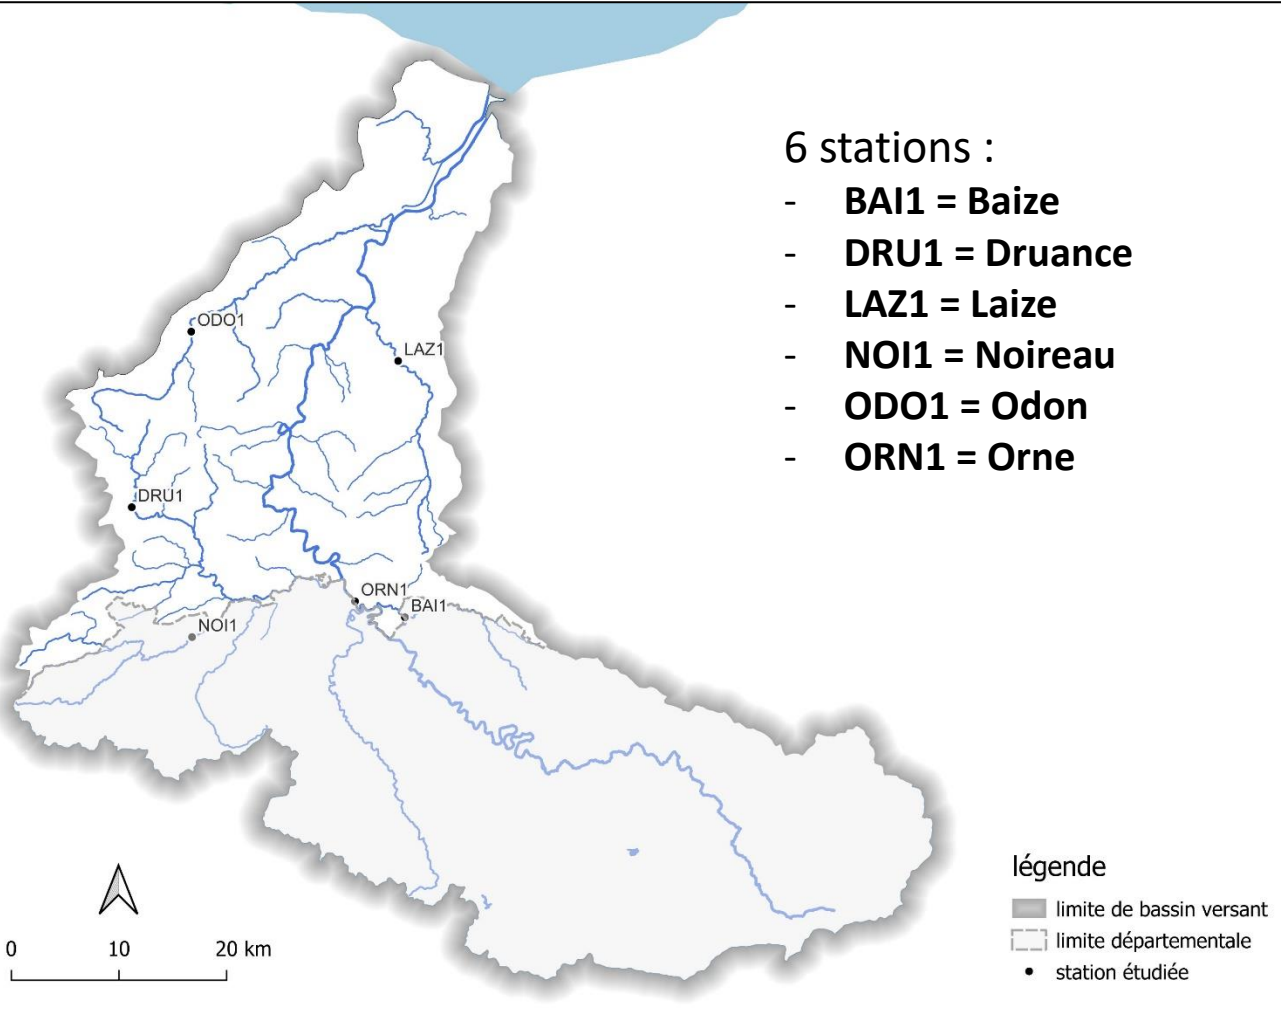 6 stations :
- BAI1 = Baize
- DRU1 = Druance
- LAZ1 = Laize
- NOI1 = Noireau
- ODO1 = Odon
- ORN1 = Orne
ODO1
LAZ1
DRU1
ORN1
BAI1
NOI1
légende
limite de bassin versant
limite départementale
station étudiée
0 10 20 km